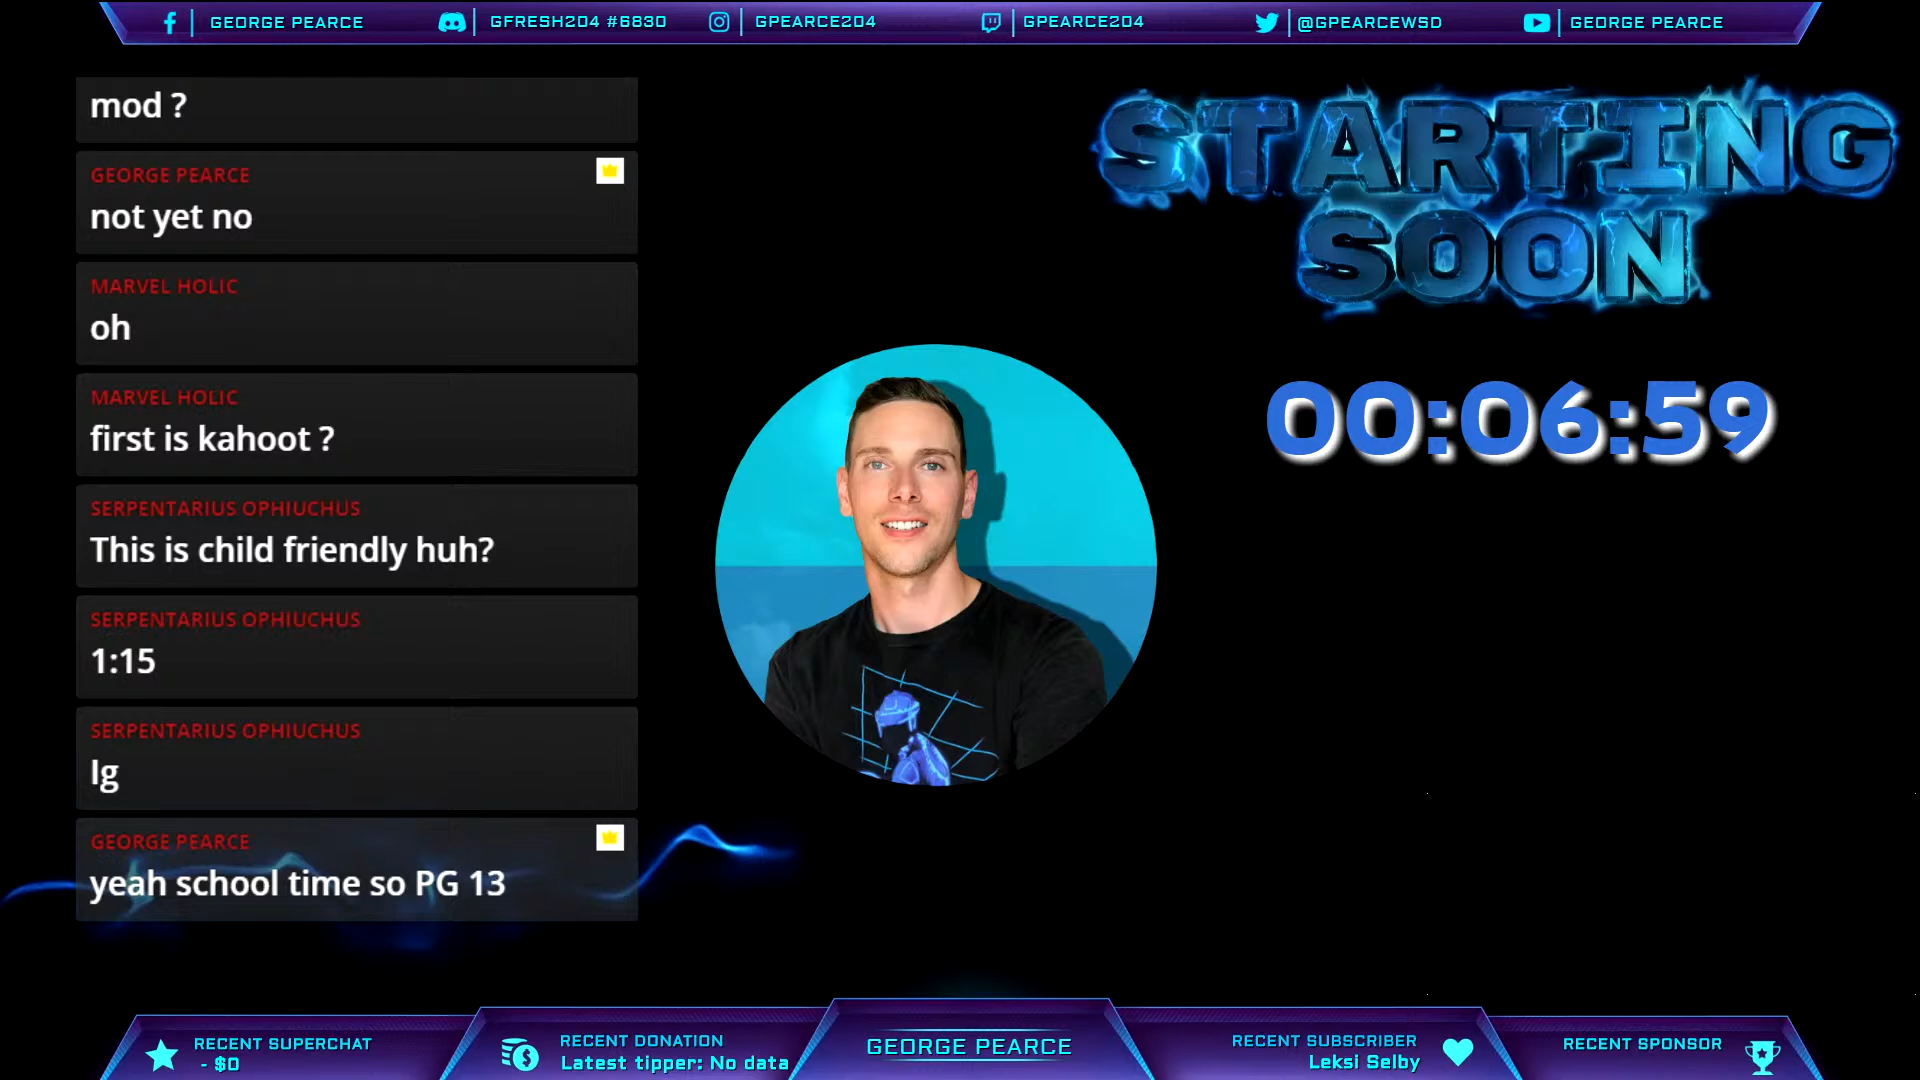 GEORGE PEARCE
GFRESH204 #6830
GPEARCE204
GPEARCE204
@GPEARCEWSD
GEORGE PEARCE
mod ?
GEORGE PEARCE
not yet no
MARVEL HOLIC
oh
MARVEL HOLIC
first is kahoot ?
SERPENTARIUS OPHIUCHUS
This is child friendly huh?
SERPENTARIUS OPHIUCHUS
1:15
SERPENTARIUS OPHIUCHUS
lg
GEORGE PEARCE
yeah school time so PG 13
STARTING
SOON
00:06:59
RECENT SUPERCHAT
- $0
RECENT DONATION
Latest tipper: No data
GEORGE PEARCE
RECENT SUBSCRIBER
Leksi Selby
RECENT SPONSOR